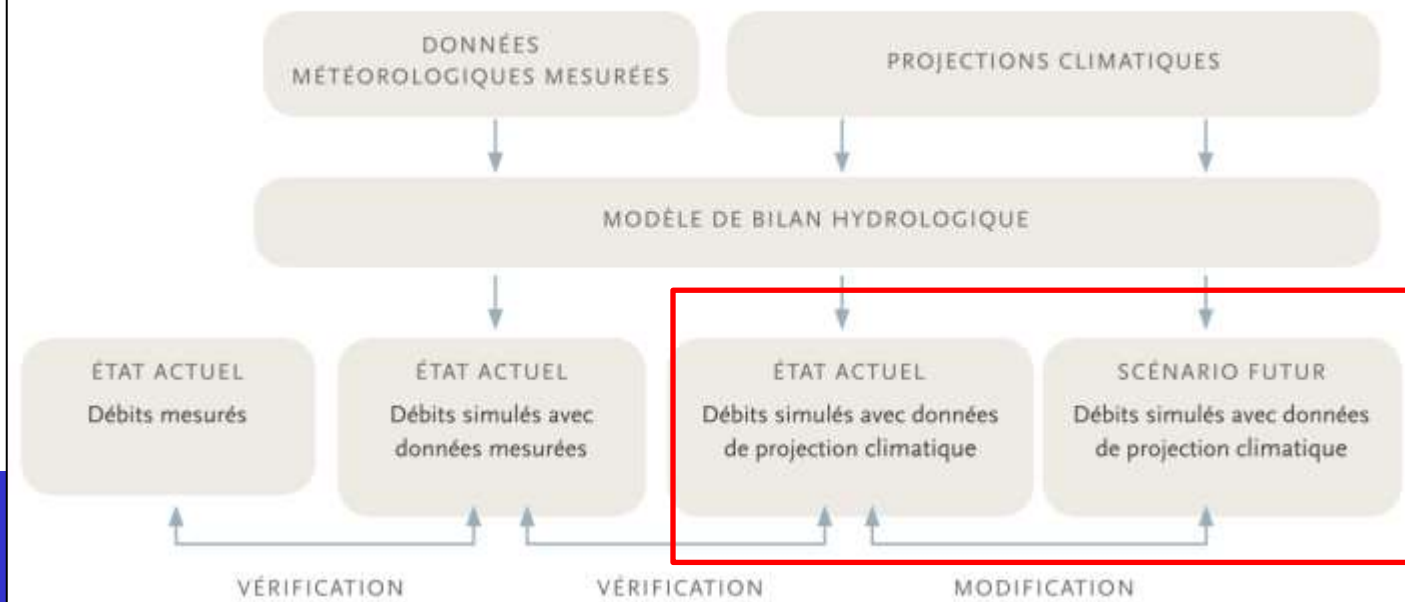 DONNÉES
MÉTÉOROLOGIQUES MESURÉES
PROJECTIONS CLIMATIQUES
MODÈLE DE BILAN HYDROLOGIQUE
ÉTAT ACTUEL
Débits mesurés
ÉTAT ACTUEL
Débits simulés avec
données mesurées
ÉTAT ACTUEL
Débits simulés avec données
de projection climatique
SCÉNARIO FUTUR
Débits simulés avec données
de projection climatique
VÉRIFICATION
VÉRIFICATION
MODIFICATION